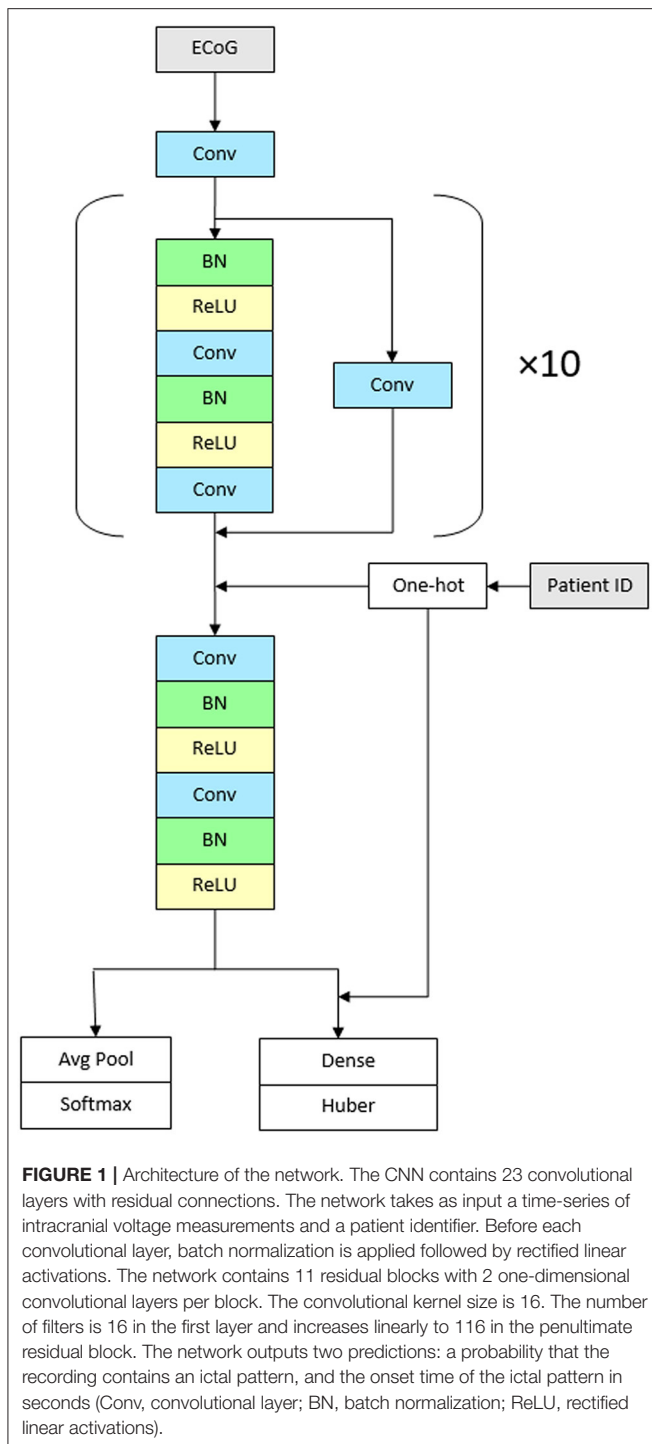 ECoG
Conv
BN
ReLU
Conv
BN
ReLU
Conv
Conv
×10
One-hot
Patient ID
Conv
BN
ReLU
Conv
BN
ReLU
Avg Pool
Softmax
Dense
Huber
FIGURE 1 | Architecture of the network. The CNN contains 23 convolutional
layers with residual connections. The network takes as input a time-series of
intracranial voltage measurements and a patient identifier. Before each
convolutional layer, batch normalization is applied followed by rectified linear
activations. The network contains 11 residual blocks with 2 one-dimensional
convolutional layers per block. The convolutional kernel size is 16. The number
of filters is 16 in the first layer and increases linearly to 116 in the penultimate
residual block. The network outputs two predictions: a probability that the
recording contains an ictal pattern, and the onset time of the ictal pattern in
seconds (Conv, convolutional layer; BN, batch normalization; ReLU, rectified
linear activations).